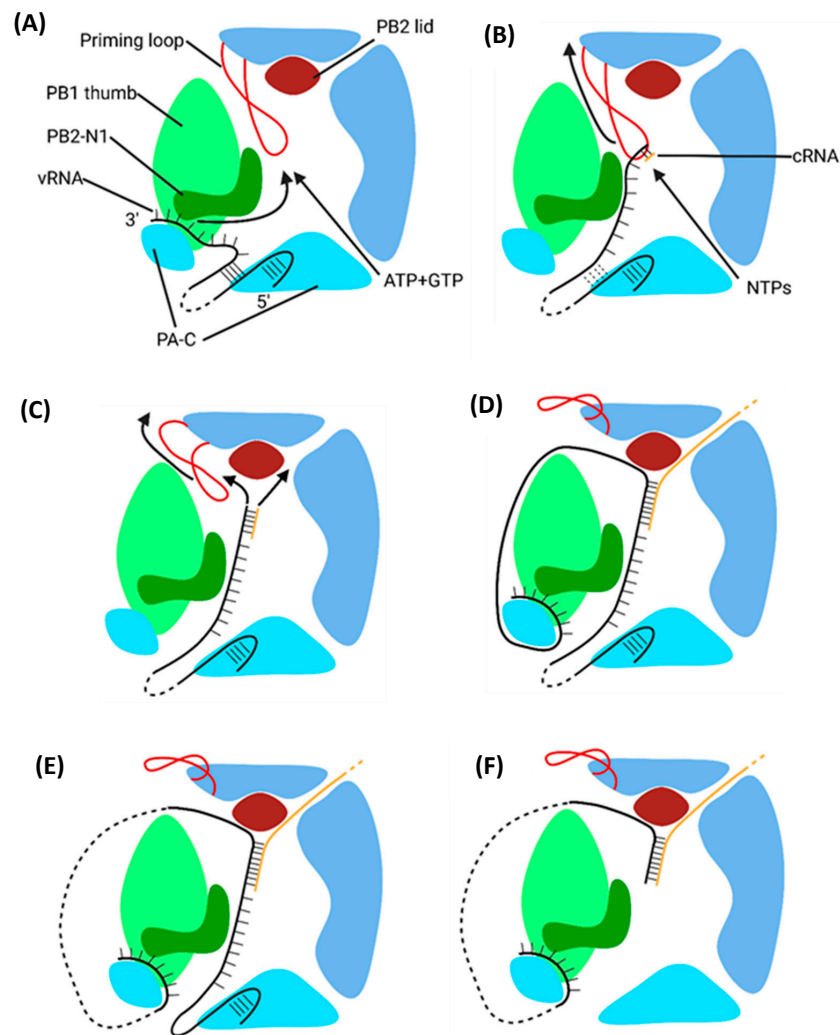 (A)
Priming loop
PB2 lid
PB1 thumb
PB2-N1
vRNA
3'
5'
ATP+GTP
PA-C
(B)
cRNA
NTPs
(C)
(D)
(E)
(F)